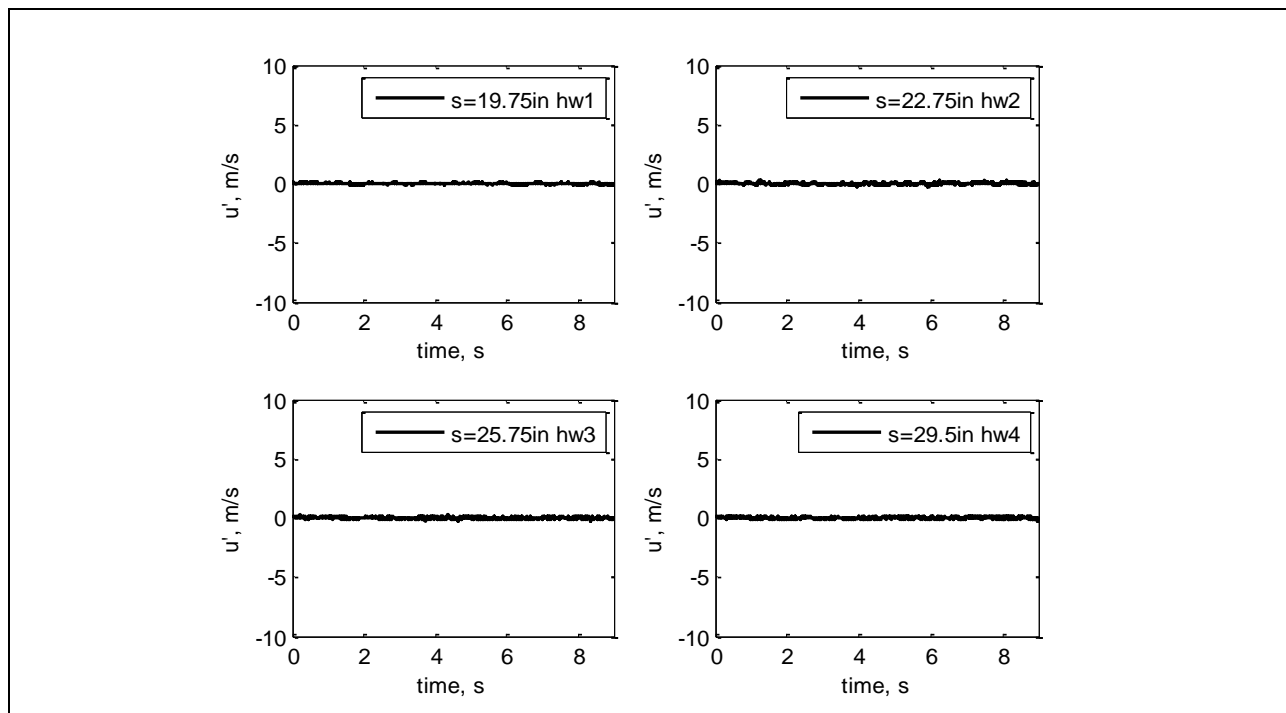 10
5
0
-5
-10
u', m/s
s=19.75in hw1
0 2 4 6 8
time, s
10
5
0
-5
-10
u', m/s
s=22.75in hw2
0 2 4 6 8
time, s
10
5
0
-5
-10
u', m/s
s=25.75in hw3
0 2 4 6 8
time, s
10
5
0
-5
-10
u', m/s
s=29.5in hw4
0 2 4 6 8
time, s